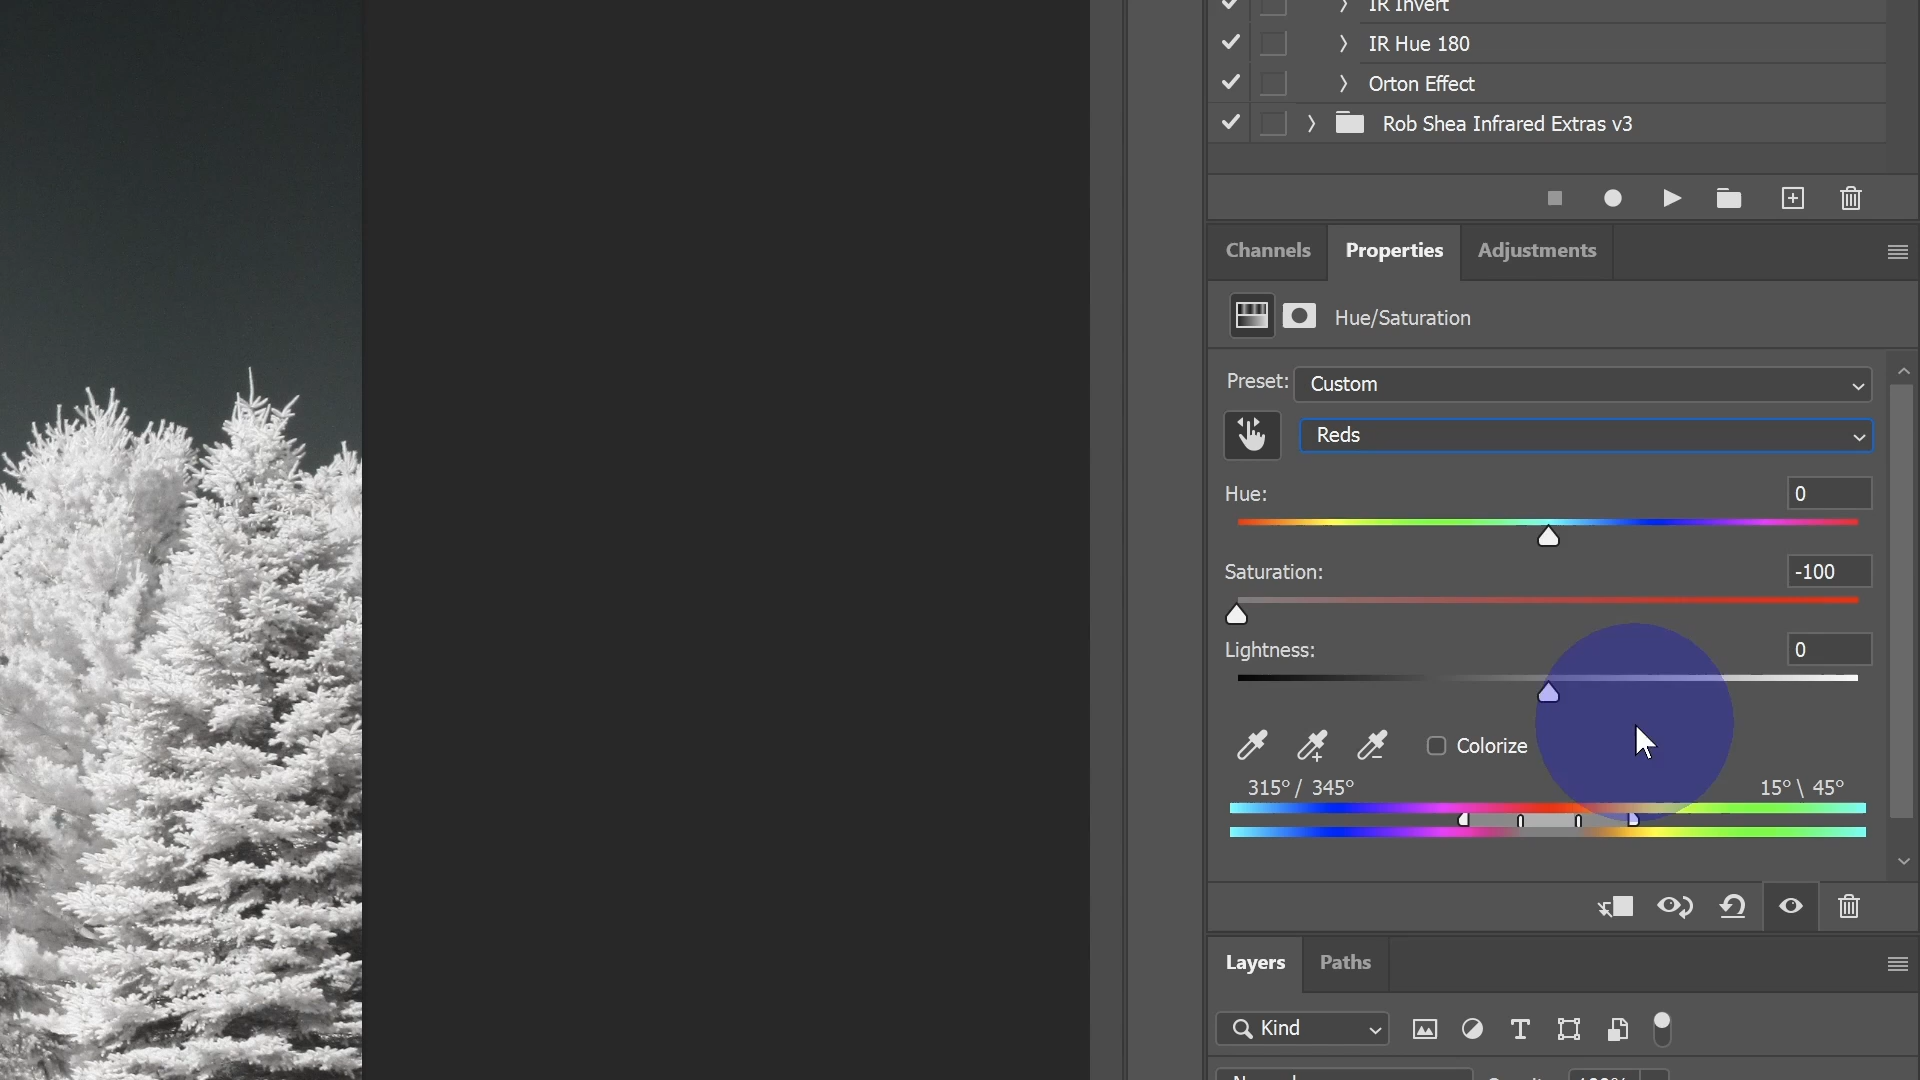 IR Invert
IR Hue 180
Orton Effect
Rob Shea Infrared Extras v3
Channels Properties Adjustments
Hue/Saturation
Preset: Custom
Reds
Hue: 0
Saturation: -100
Lightness: 0
Colorize
315° / 345° 15° \ 45°
Layers Paths
Kind